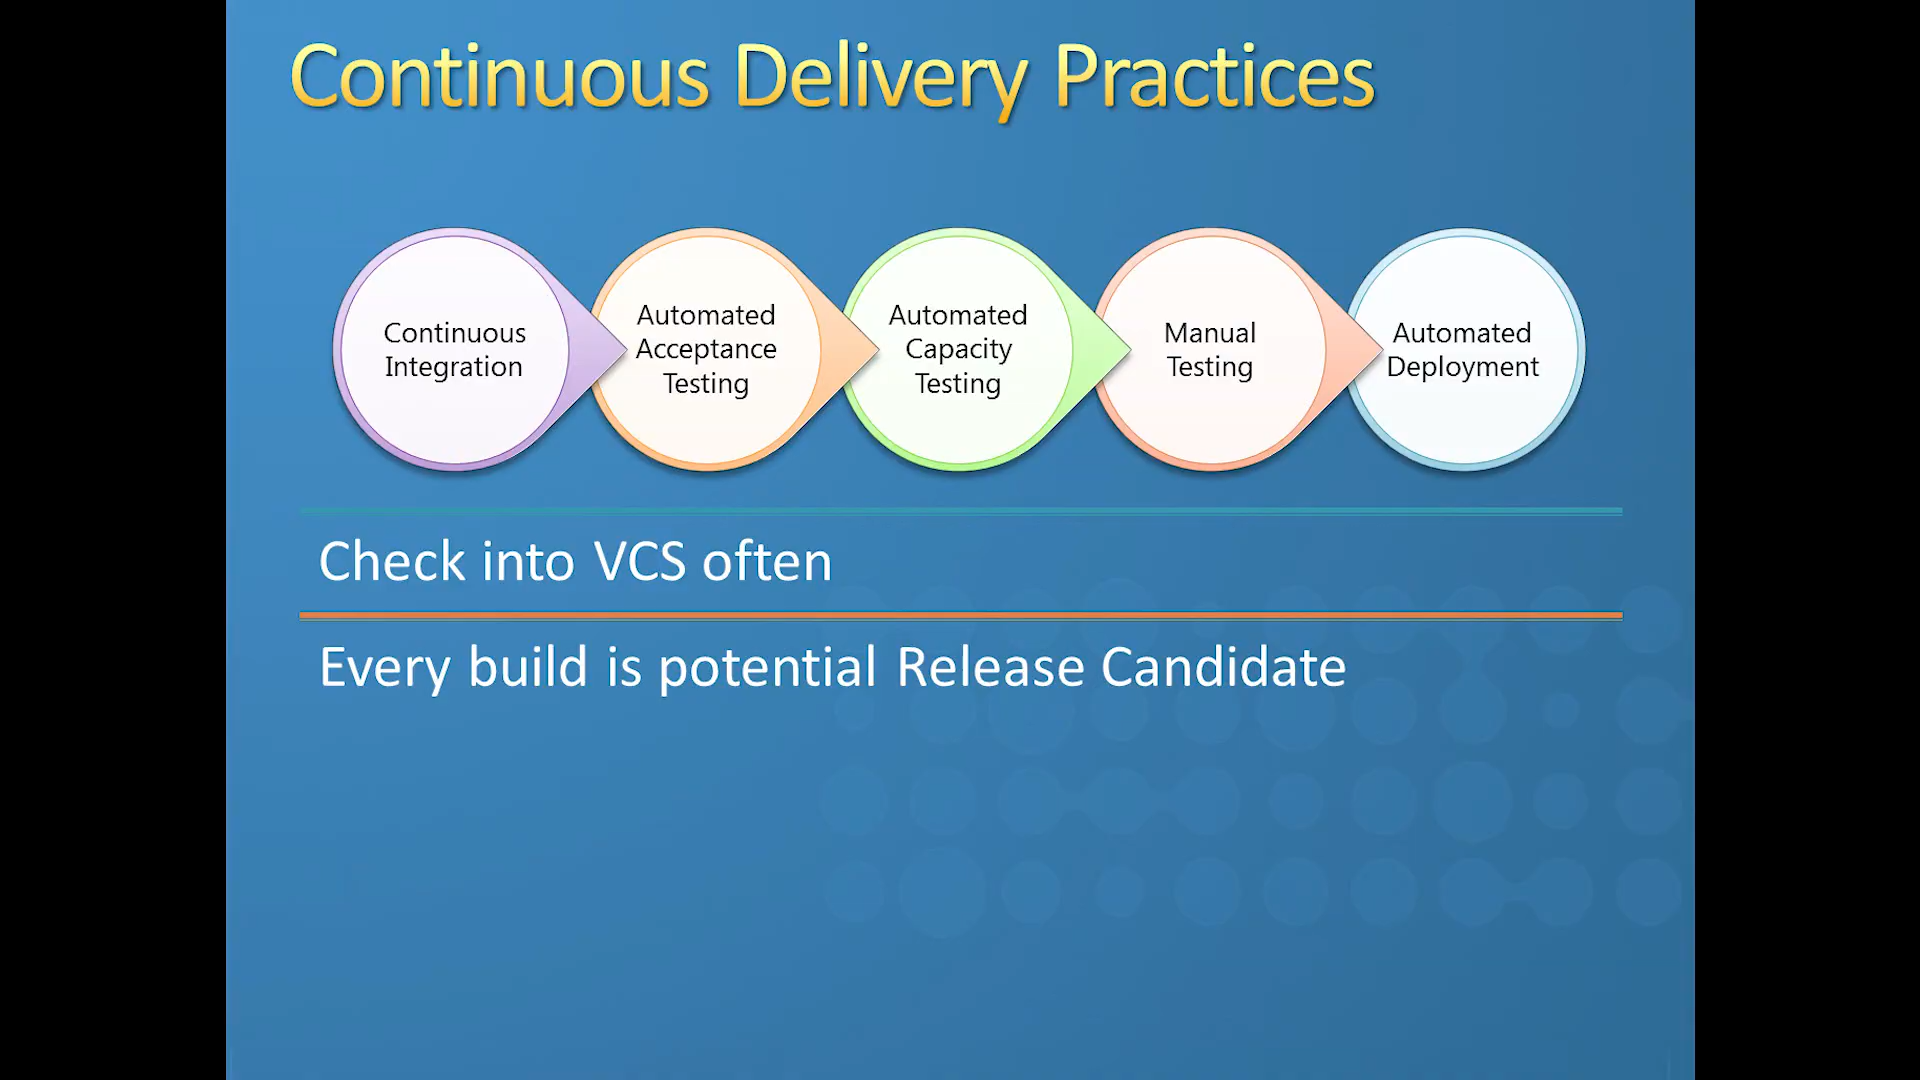 Continuous Delivery Practices
Continuous
Integration
Automated
Acceptance
Testing
Automated
Capacity
Testing
Manual
Testing
Automated
Deployment
Check into VCS often
Every build is potential Release Candidate